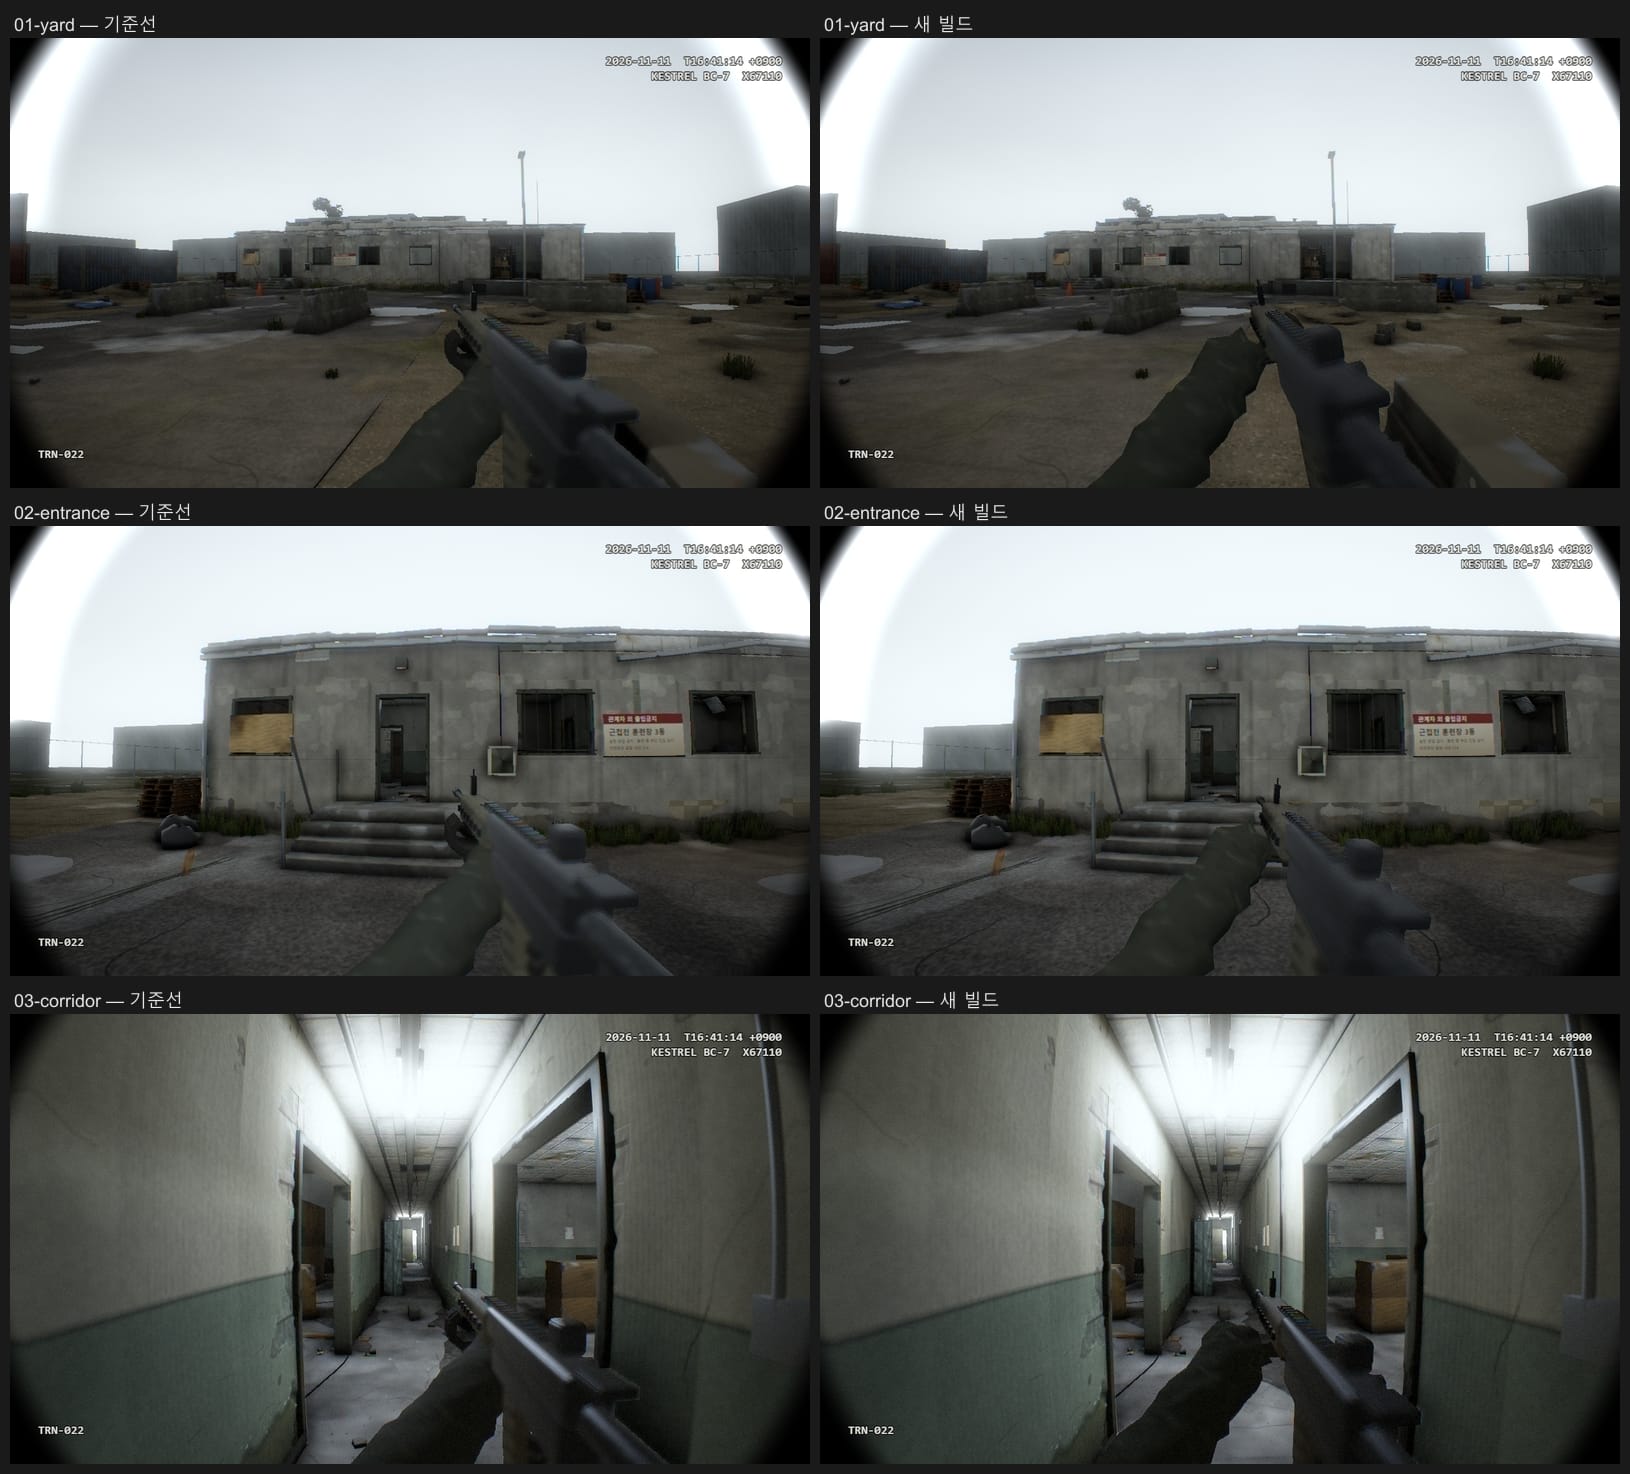 01-yard — 기준선
01-yard — 새 빌드
2026-11-11 T16:41:14 +0900
KESTREL BC-7 X67110
2026-11-11 T16:41:14 +0900
KESTREL BC-7 X67110
TRN-022
TRN-022
02-entrance — 기준선
02-entrance — 새 빌드
2026-11-11 T16:41:14 +0900
KESTREL BC-7 X67110
2026-11-11 T16:41:14 +0900
KESTREL BC-7 X67110
관계자 외 출입금지
근접전 훈련장 3동
관계자 외 출입금지
근접전 훈련장 3동
TRN-022
TRN-022
03-corridor — 기준선
03-corridor — 새 빌드
2026-11-11 T16:41:14 +0900
KESTREL BC-7 X67110
2026-11-11 T16:41:14 +0900
KESTREL BC-7 X67110
TRN-022
TRN-022